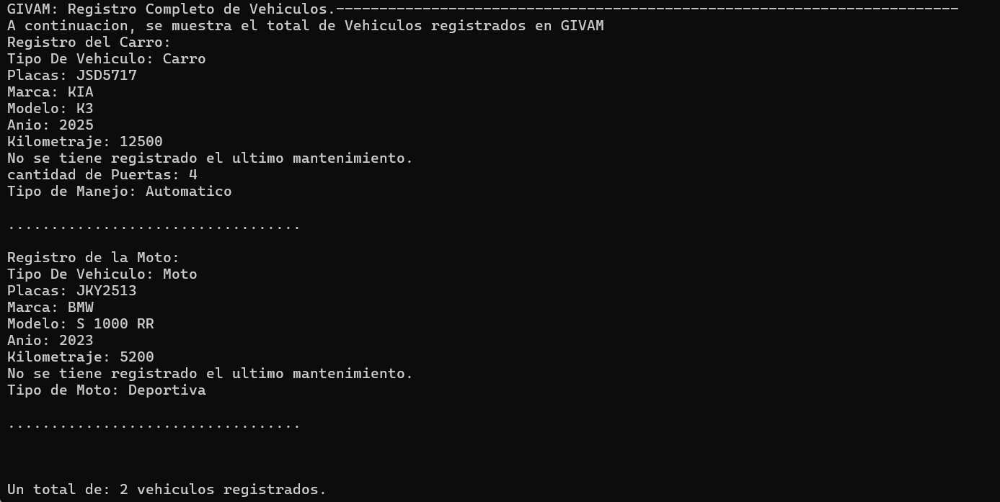 GIVAM: Registro Completo de Vehiculos.------------------------------------------------------------------------
A continuacion, se muestra el total de Vehiculos registrados en GIVAM
Registro del Carro:
Tipo De Vehiculo: Carro
Placas: JSD5717
Marca: KIA
Modelo: K3
Anio: 2025
Kilometraje: 12500
No se tiene registrado el ultimo mantenimiento.
cantidad de Puertas: 4
Tipo de Manejo: Automatico
..................................
Registro de la Moto:
Tipo De Vehiculo: Moto
Placas: JKY2513
Marca: BMW
Modelo: S 1000 RR
Anio: 2023
Kilometraje: 5200
No se tiene registrado el ultimo mantenimiento.
Tipo de Moto: Deportiva
..................................
Un total de: 2 vehiculos registrados.